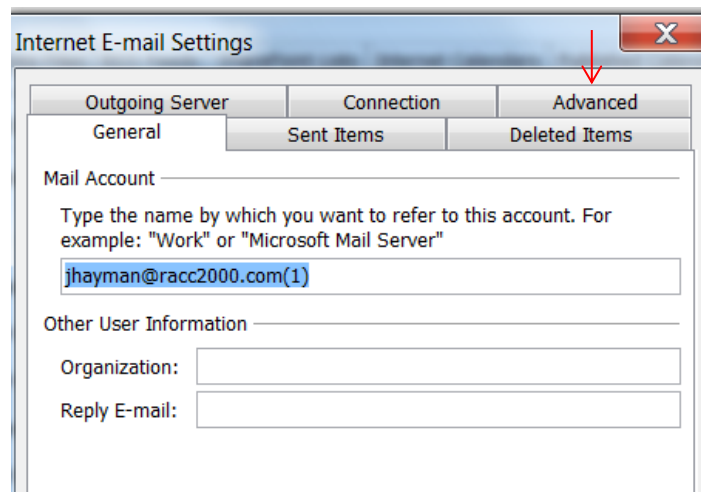 Internet E-mail Settings
X
Outgoing Server Connection Advanced
General Sent Items Deleted Items
Mail Account
Type the name by which you want to refer to this account. For
example: "Work" or "Microsoft Mail Server"
jhayman@racc2000.com(1)
Other User Information
Organization:
Reply E-mail: